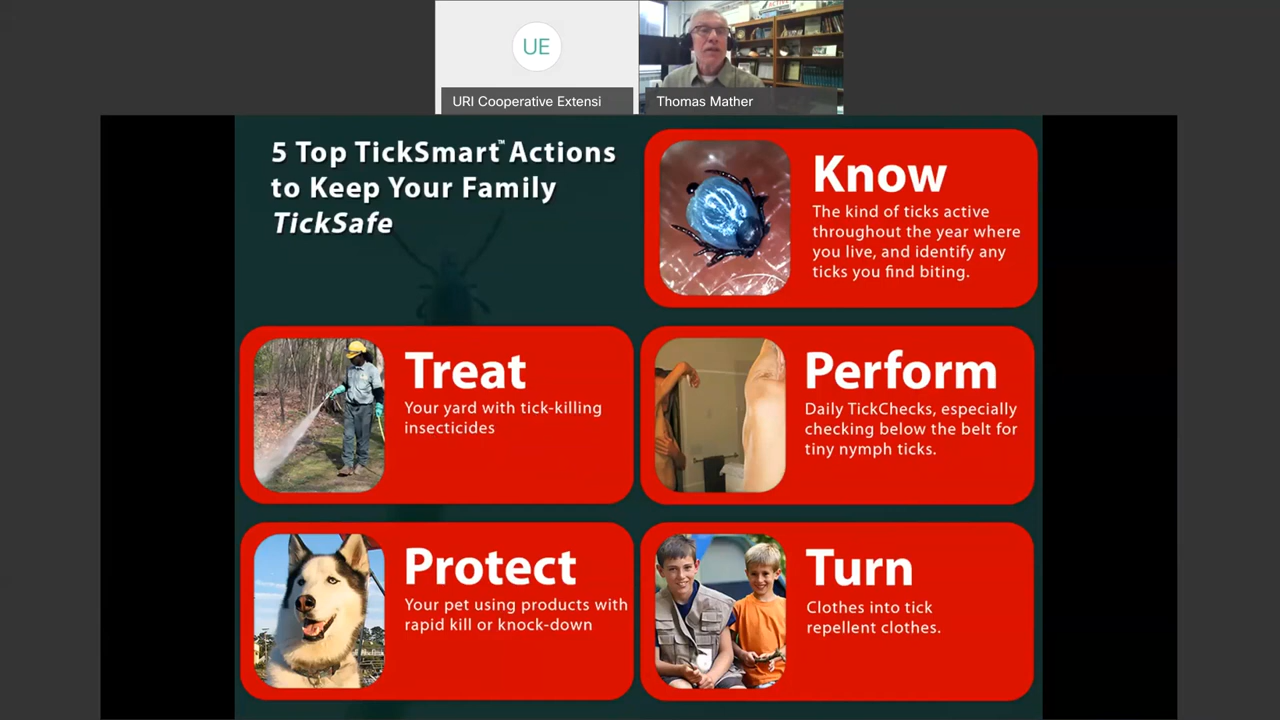 UE
URI Cooperative Extensi
Thomas Mather
5 Top TickSmart™ Actions
to Keep Your Family
TickSafe
Know
The kind of ticks active
throughout the year where
you live, and identify any
ticks you find biting.
Treat
Your yard with tick-killing
insecticides
Perform
Daily TickChecks, especially
checking below the belt for
tiny nymph ticks.
Protect
Your pet using products with
rapid kill or knock-down
Turn
Clothes into tick
repellent clothes.